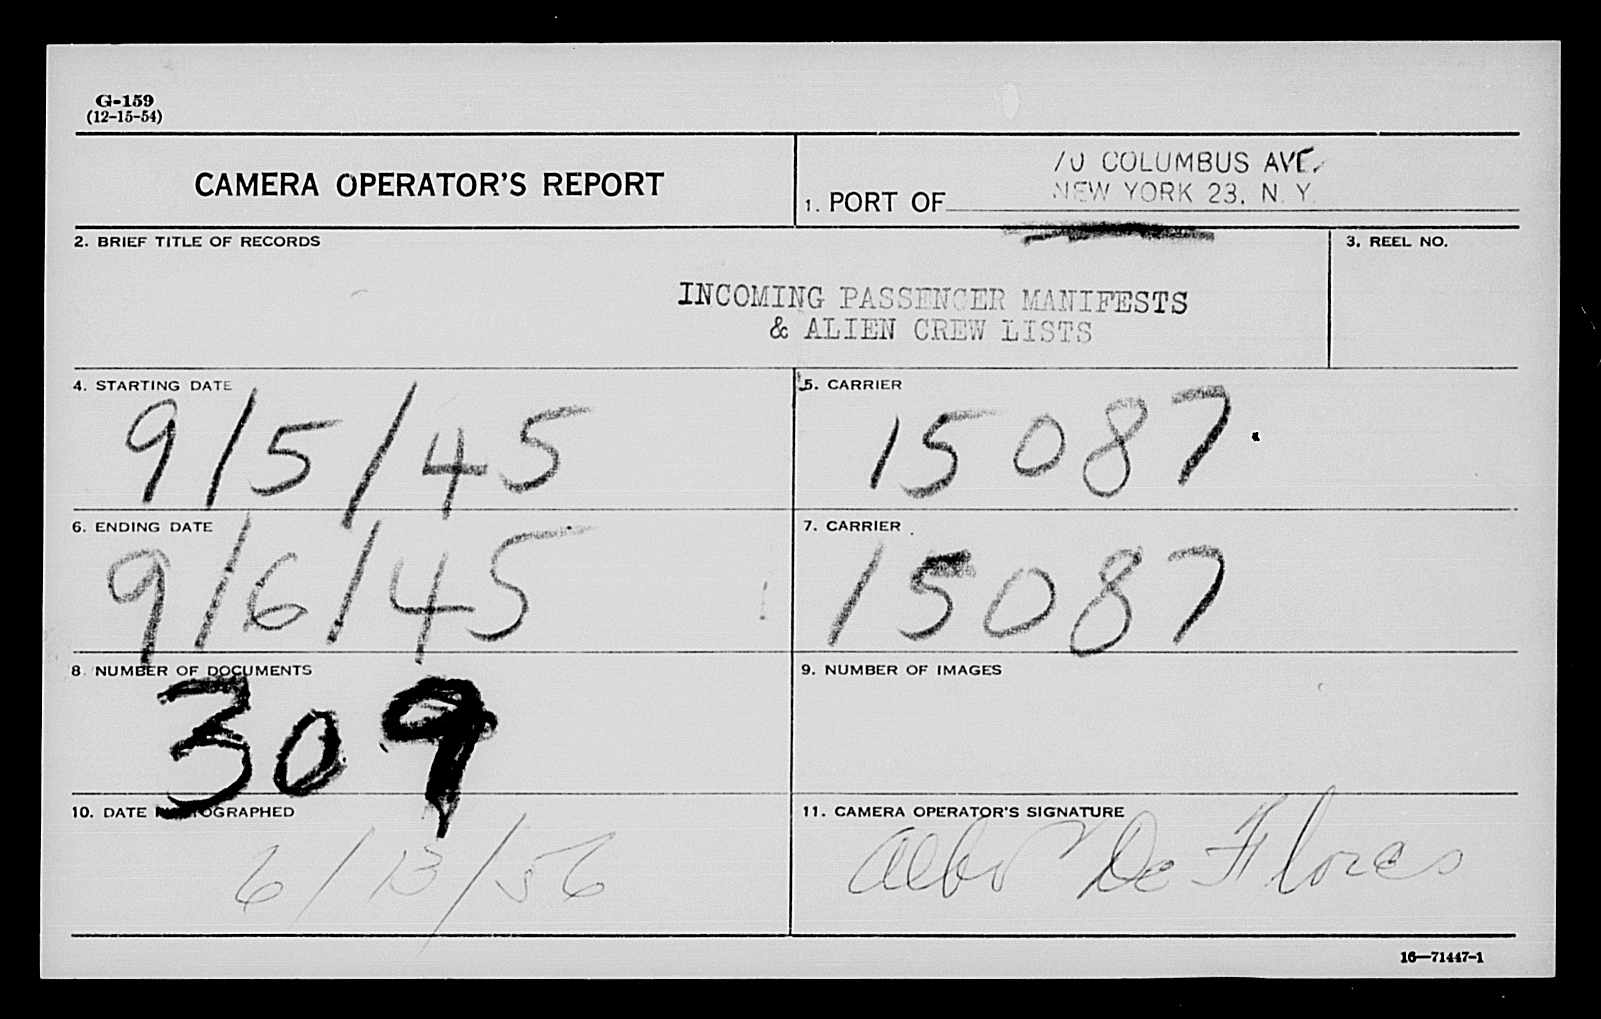 G-159
(12-15-54)
CAMERA OPERATOR'S REPORT
1. PORT OF
70 COLUMBUS AVE.
NEW YORK 23, N. Y.
2. BRIEF TITLE OF RECORDS
INCOMING PASSENGER MANIFESTS
& ALIEN CREW LISTS
3. REEL NO.
4. STARTING DATE
9/5/45
5. CARRIER
15087
6. ENDING DATE
9/6/45
7. CARRIER
15087
8. NUMBER OF DOCUMENTS
309
9. NUMBER OF IMAGES
10. DATE PHOTOGRAPHED
6/13/56
11. CAMERA OPERATOR'S SIGNATURE
De Flores
16—71447-1